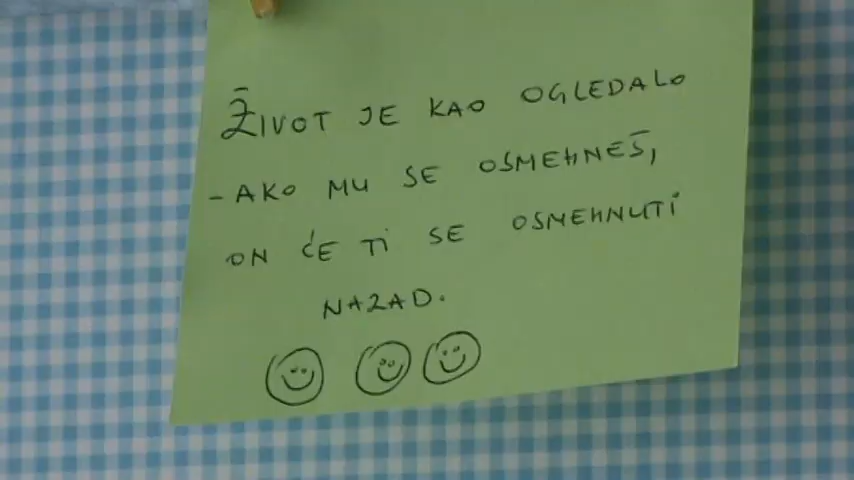 ŽIVOT JE KAO OGLEDALO
- AKO MU SE OSMEHNEŠ,
ON ĆE TI SE OSMEHNUTI
NAZAD.